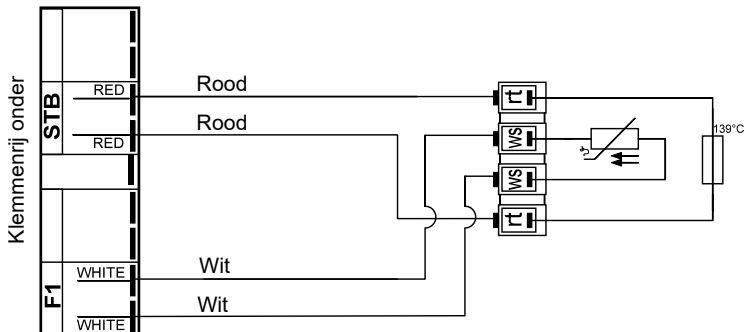 Klemmenrij onder
STB
RED
RED
Rood
Rood
F1
WHITE
WHITE
Wit
Wit
rt
ws
ws
rt
139°C